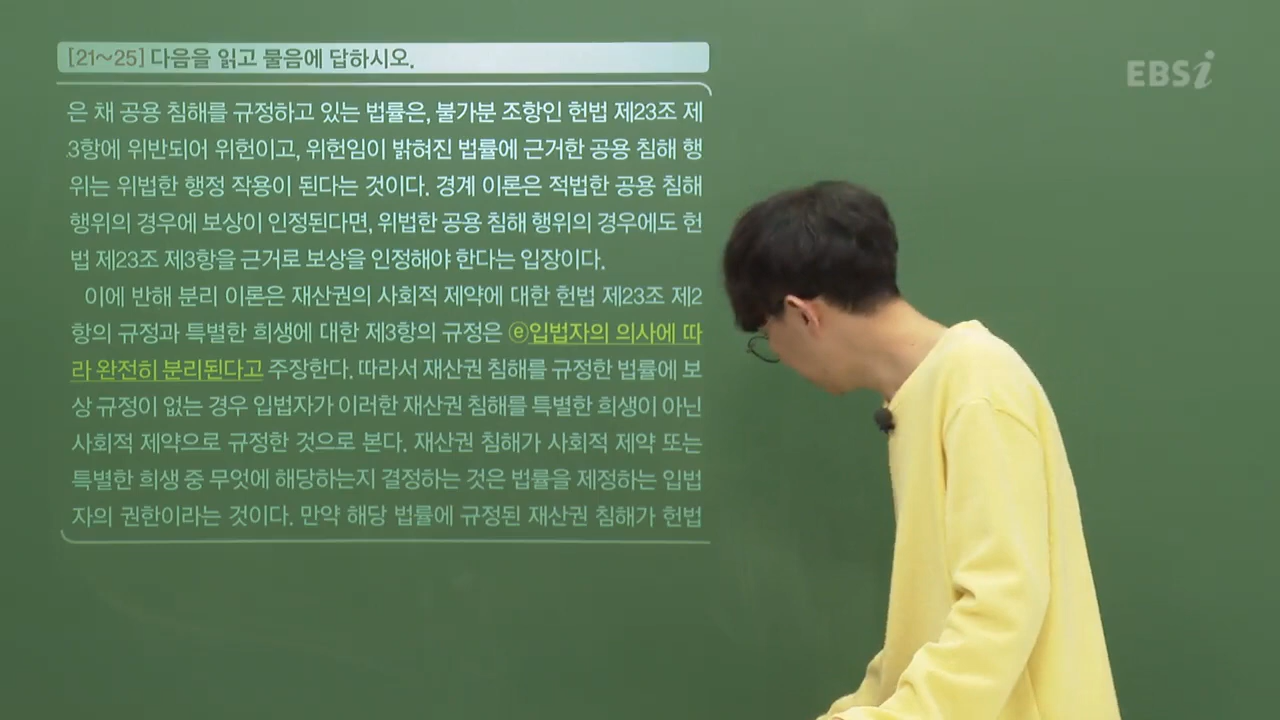 [21~25] 다음을 읽고 물음에 답하시오.
EBSi
은 채 공용 침해를 규정하고 있는 법률은, 불가분 조항인 헌법 제23조 제
3항에 위반되어 위헌이고, 위헌임이 밝혀진 법률에 근거한 공용 침해 행
위는 위법한 행정 작용이 된다는 것이다. 경계 이론은 적법한 공용 침해
행위의 경우에 보상이 인정된다면, 위법한 공용 침해 행위의 경우에도 헌
법 제23조 제3항을 근거로 보상을 인정해야 한다는 입장이다.
이에 반해 분리 이론은 재산권의 사회적 제약에 대한 헌법 제23조 제2
항의 규정과 특별한 희생에 대한 제3항의 규정은 ⓔ입법자의 의사에 따
라 완전히 분리된다고 주장한다. 따라서 재산권 침해를 규정한 법률에 보
상 규정이 없는 경우 입법자가 이러한 재산권 침해를 특별한 희생이 아닌
사회적 제약으로 규정한 것으로 본다. 재산권 침해가 사회적 제약 또는
특별한 희생 중 무엇에 해당하는지 결정하는 것은 법률을 제정하는 입법
자의 권한이라는 것이다. 만약 해당 법률에 규정된 재산권 침해가 헌법